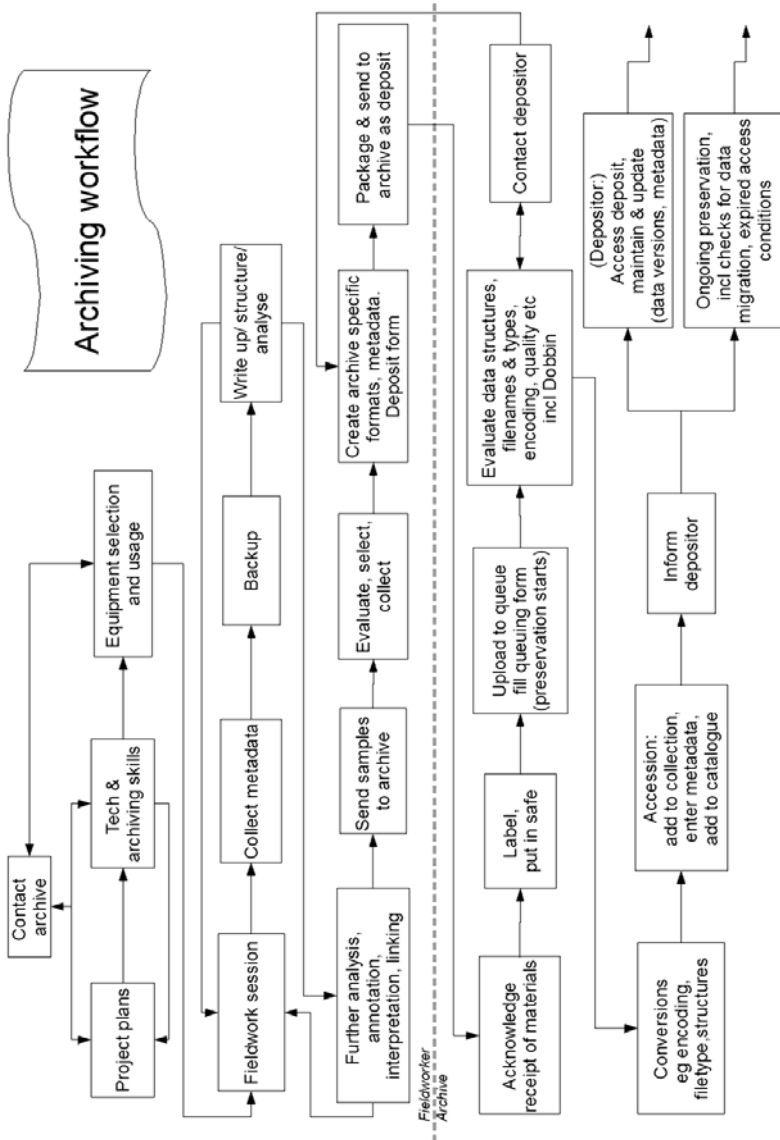 Archiving workflow
Contact
archive
Project plans
Tech &
archiving skills
Equipment selection
and usage
Fieldwork session
Collect metadata
Backup
Write up/ structure/
analyse
Further analysis,
annotation,
interpretation, linking
Send samples
to archive
Evaluate, select,
collect
Create archive specific
formats, metadata.
Deposit form
Package & send to
archive as deposit
Fieldworker
Archive
Acknowledge
receipt of materials
Label,
put in safe
Upload to queue
fill queuing form
(preservation starts)
Evaluate data structures,
filenames & types,
encoding, quality etc
incl Dobbin
Contact depositor
Conversions
eg encoding,
filetype,structures
Accession:
add to collection,
enter metadata,
add to catalogue
Inform
depositor
(Depositor:)
Access deposit,
maintain & update
(data versions, metadata)
Ongoing preservation,
incl checks for data
migration, expired access
conditions